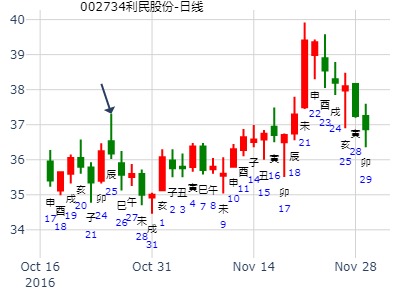 002734利民股份-日线
40
39
38
37
36
35
34
申
17
酉
18
戌
19
亥
20
子
21
卯
24
辰
25
巳
26
午
27
未
28
戌
31
亥
1
子
2
丑
3
寅
4
巳
7
午
8
未
9
申
10
酉
11
子
14
丑
15
寅
16
卯
17
辰
18
未
21
申
22
酉
23
戌
24
亥
25
寅
28
卯
29
Oct 16
2016
Oct 31
Nov 14
Nov 28